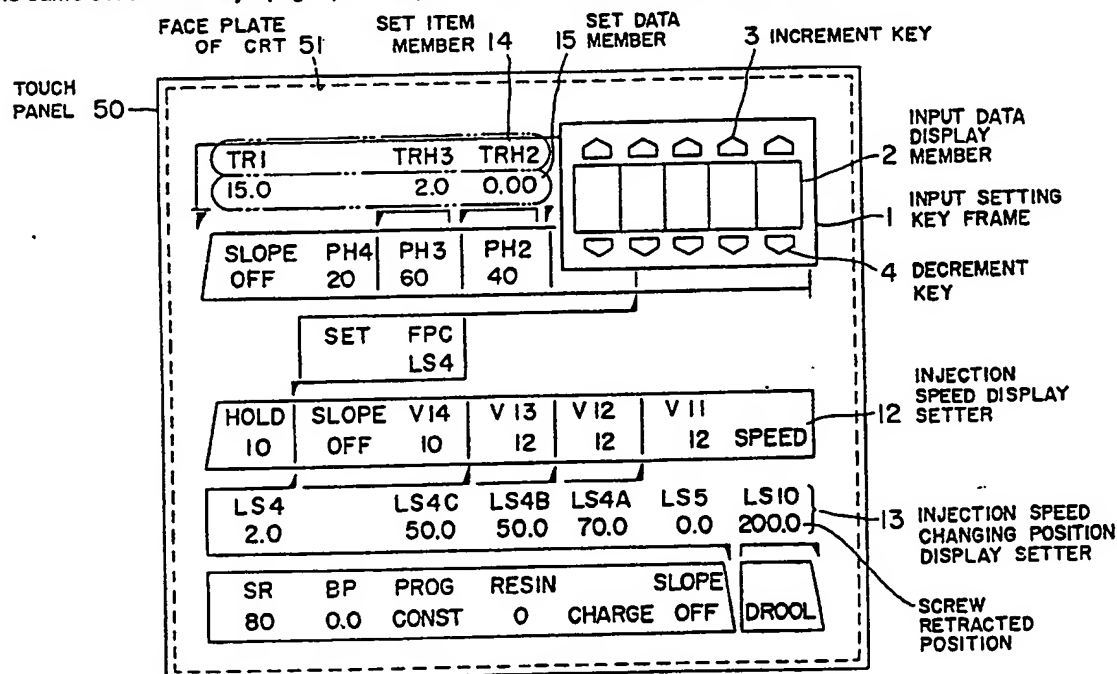 FACE PLATE OF CRT 51
SET ITEM MEMBER 14
SET DATA 15 MEMBER
3 INCREMENT KEY
TOUCH PANEL 50
INPUT DATA DISPLAY 2 MEMBER
1 INPUT SETTING KEY FRAME
4 DECREMENT KEY
TR1 TRH3 TRH2
15.0 2.0 0.00
SLOPE PH4 PH3 PH2
OFF 20 60 40
SET FPC
LS4
INJECTION SPEED DISPLAY 12 SETTER
HOLD SLOPE V14 V13 V12 V11
10 OFF 10 12 12 12 SPEED
LS4 LS4C LS4B LS4A LS5 LS10
2.0 50.0 50.0 70.0 0.0 200.0
13 INJECTION SPEED CHANGING POSITION DISPLAY SETTER
SR BP PROG RESIN SLOPE
80 0.0 CONST 0 CHARGE OFF DROOL
SCREW RETRACTED POSITION